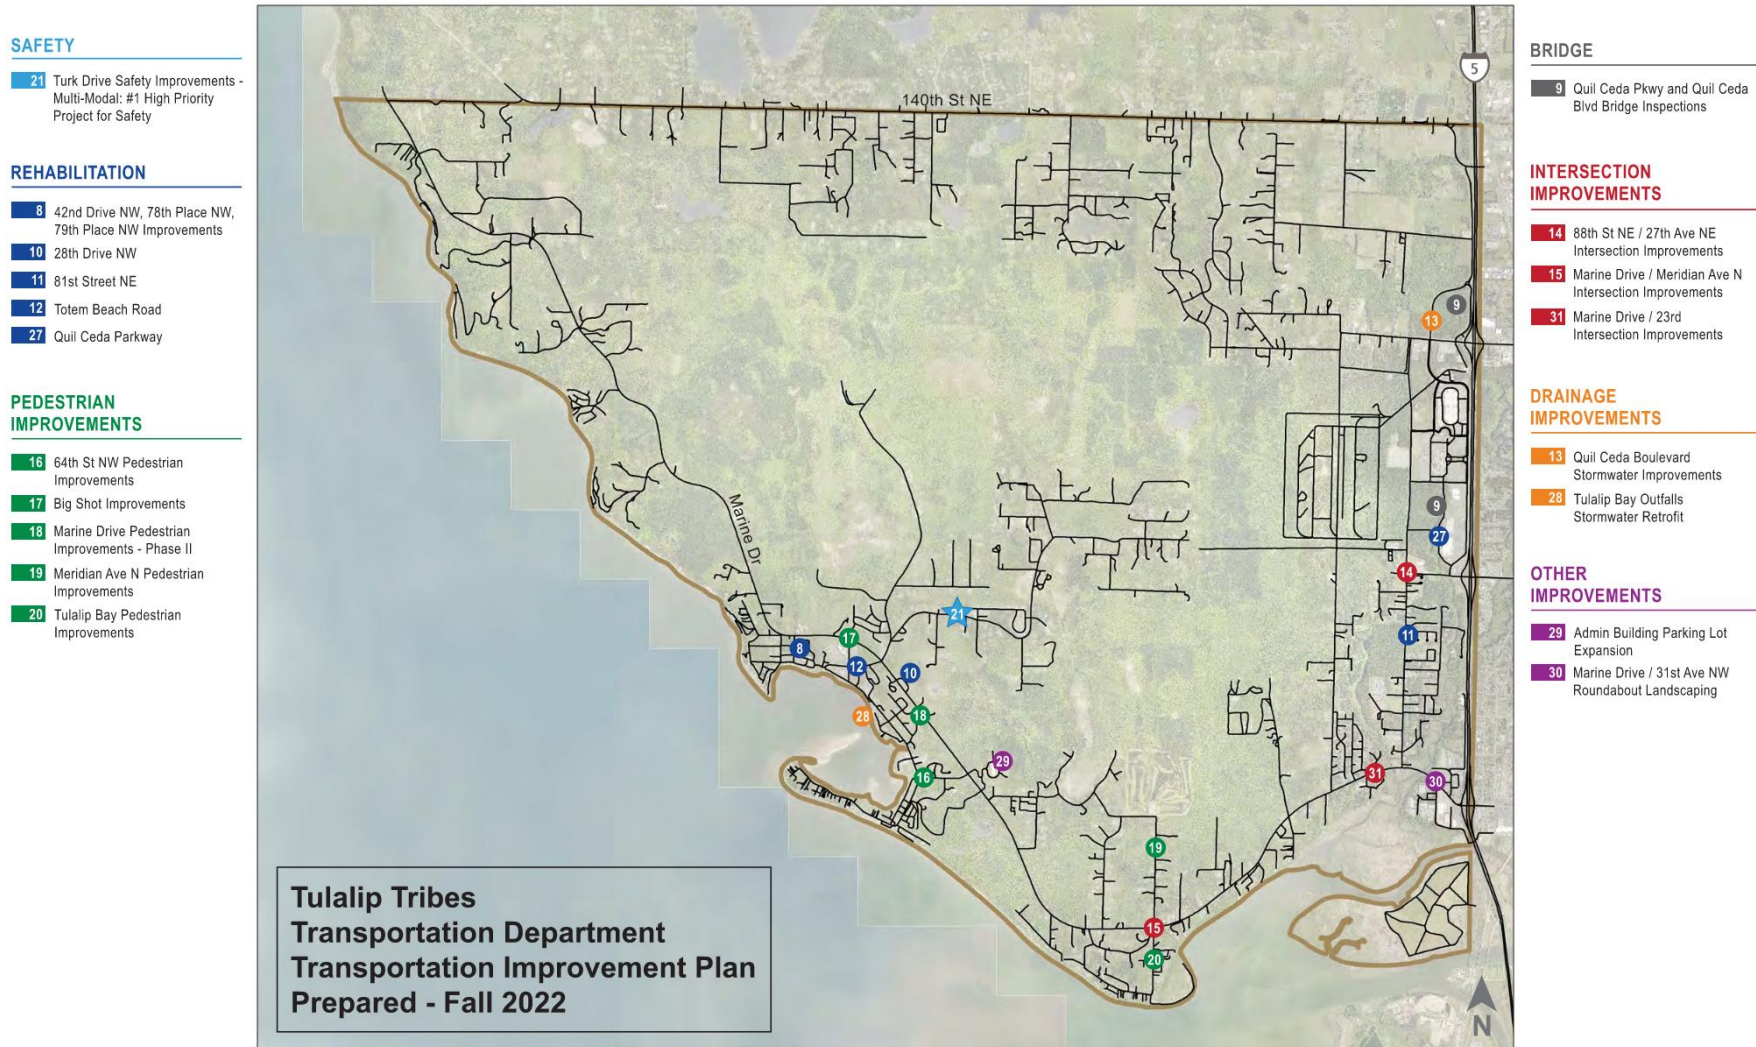 SAFETY
21 Turk Drive Safety Improvements -
Multi-Modal: #1 High Priority
Project for Safety
REHABILITATION
8 42nd Drive NW, 78th Place NW,
79th Place NW Improvements
10 28th Drive NW
11 81st Street NE
12 Totem Beach Road
27 Quil Ceda Parkway
PEDESTRIAN
IMPROVEMENTS
16 64th St NW Pedestrian
Improvements
17 Big Shot Improvements
18 Marine Drive Pedestrian
Improvements - Phase II
19 Meridian Ave N Pedestrian
Improvements
20 Tulalip Bay Pedestrian
Improvements
5
140th St NE
9
13
Marine Dr
9
27
14
21
11
17
8
12
10
28
18
29
16
31
30
19
15
20
Tulalip Tribes
Transportation Department
Transportation Improvement Plan
Prepared - Fall 2022
N
BRIDGE
9 Quil Ceda Pkwy and Quil Ceda
Blvd Bridge Inspections
INTERSECTION
IMPROVEMENTS
14 88th St NE / 27th Ave NE
Intersection Improvements
15 Marine Drive / Meridian Ave N
Intersection Improvements
31 Marine Drive / 23rd
Intersection Improvements
DRAINAGE
IMPROVEMENTS
13 Quil Ceda Boulevard
Stormwater Improvements
28 Tulalip Bay Outfalls
Stormwater Retrofit
OTHER
IMPROVEMENTS
29 Admin Building Parking Lot
Expansion
30 Marine Drive / 31st Ave NW
Roundabout Landscaping